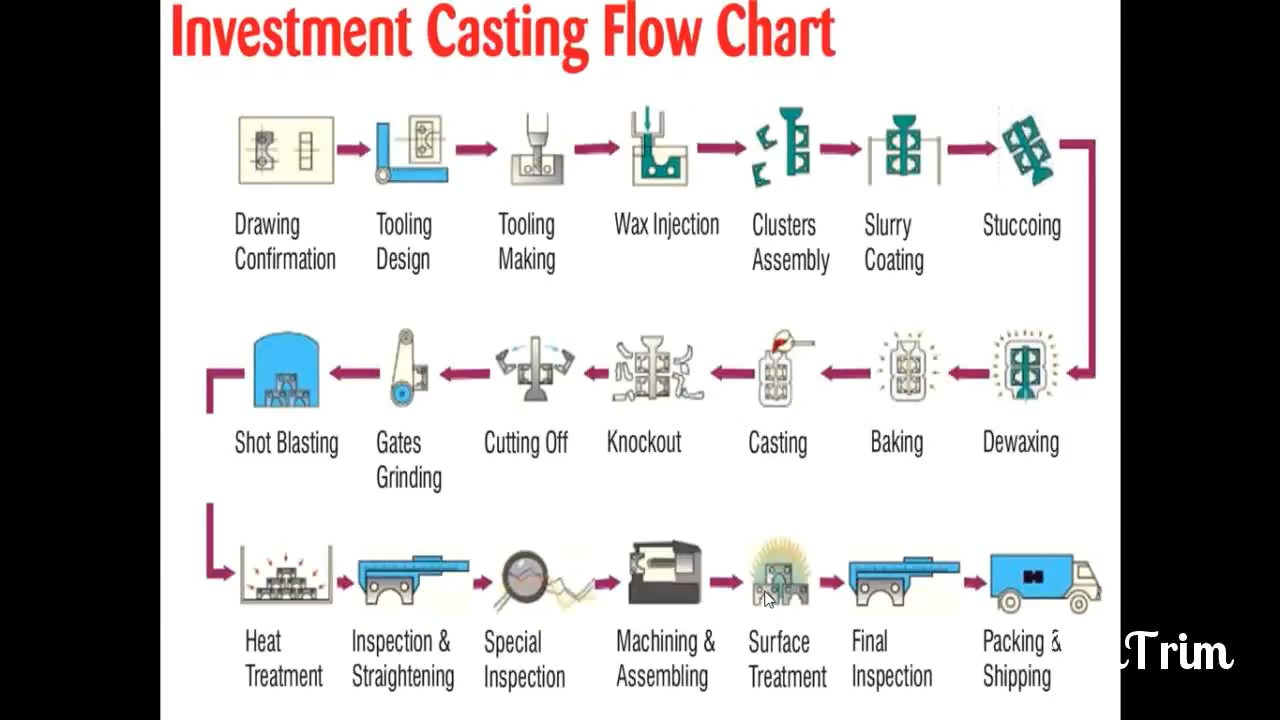 Investment Casting Flow Chart
Drawing
Confirmation
Tooling
Design
Tooling
Making
Wax Injection
Clusters
Assembly
Slurry
Coating
Stuccoing
Shot Blasting
Gates
Grinding
Cutting Off
Knockout
Casting
Baking
Dewaxing
Heat
Treatment
Inspection &
Straightening
Special
Inspection
Machining &
Assembling
Surface
Treatment
Final
Inspection
Packing &
Shipping
Trim